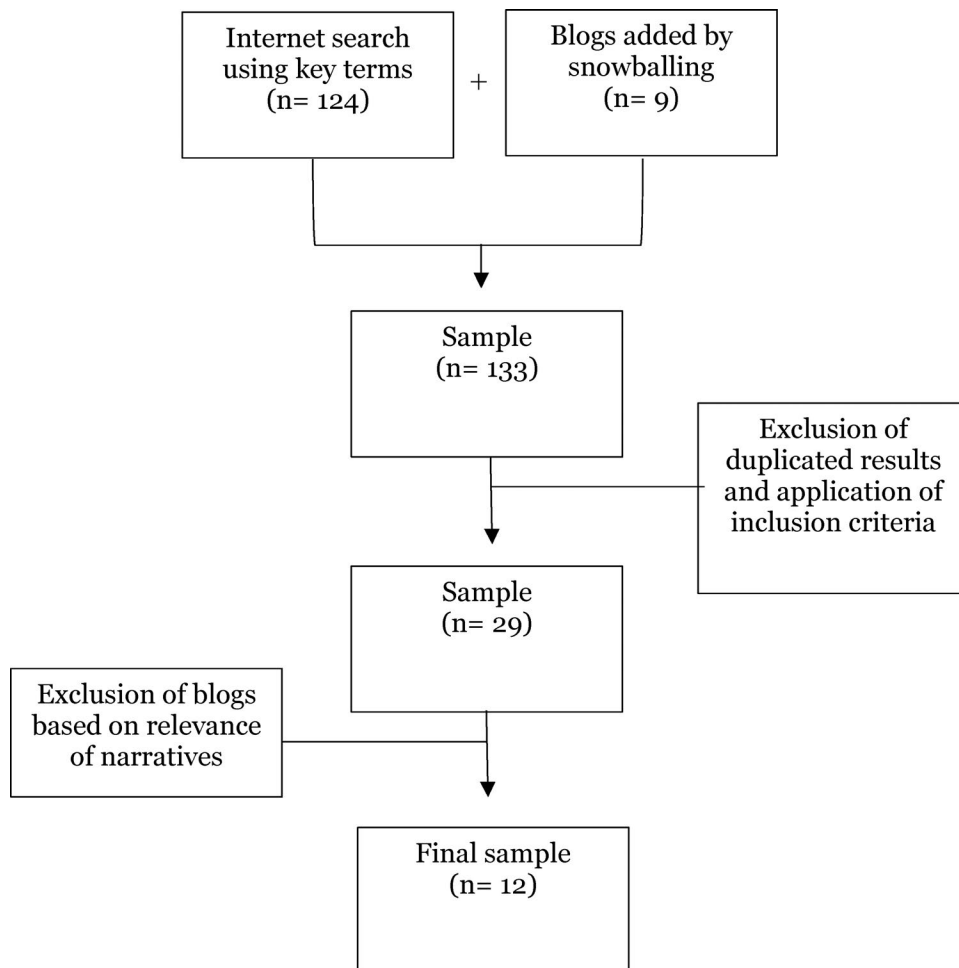 Internet search
using key terms
(n= 124)
+
Blogs added by
snowballing
(n= 9)
Sample
(n= 133)
Exclusion of
duplicated results
and application of
inclusion criteria
Sample
(n= 29)
Exclusion of blogs
based on relevance
of narratives
Final sample
(n= 12)